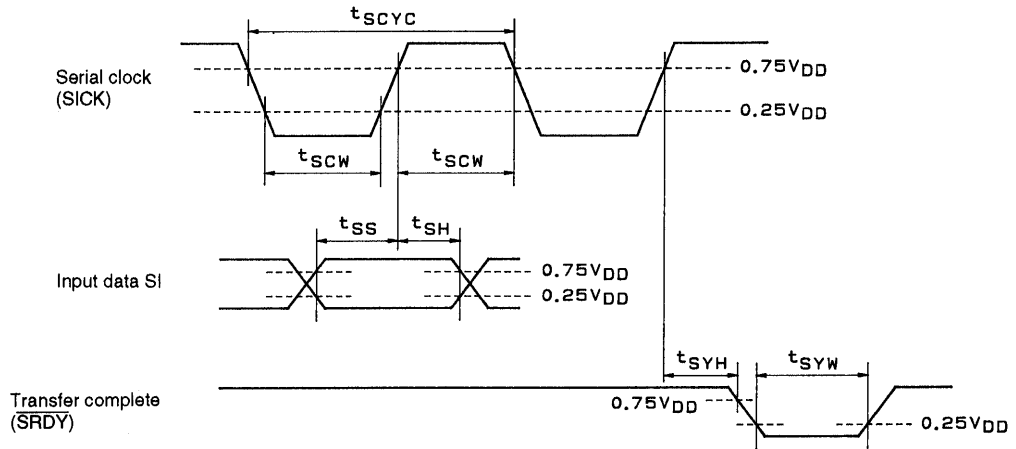 tSCYC
Serial clock
(SICK)
0.75VDD
0.25VDD
tSCW
tSCW
tSS
tSH
Input data SI
0.75VDD
0.25VDD
tSYH
tSYW
Transfer complete
(SRDY)
0.75VDD
0.25VDD